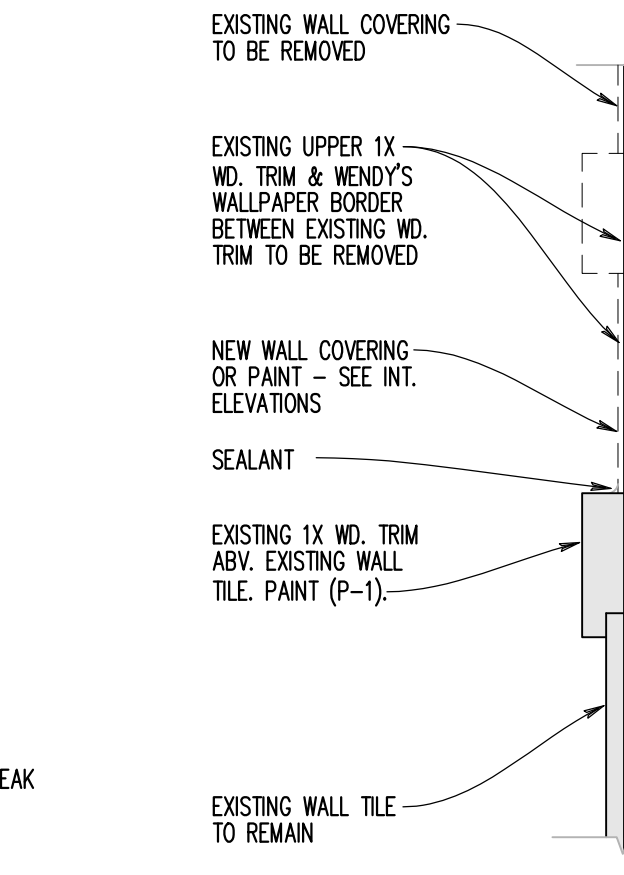 EXISTING WALL COVERING
TO BE REMOVED
EXISTING UPPER 1X
WD. TRIM & WENDY'S
WALLPAPER BORDER
BETWEEN EXISTING WD.
TRIM TO BE REMOVED
NEW WALL COVERING
OR PAINT – SEE INT.
ELEVATIONS
SEALANT
EXISTING 1X WD. TRIM
ABV. EXISTING WALL
TILE. PAINT (P–1).
EAK
EXISTING WALL TILE
TO REMAIN